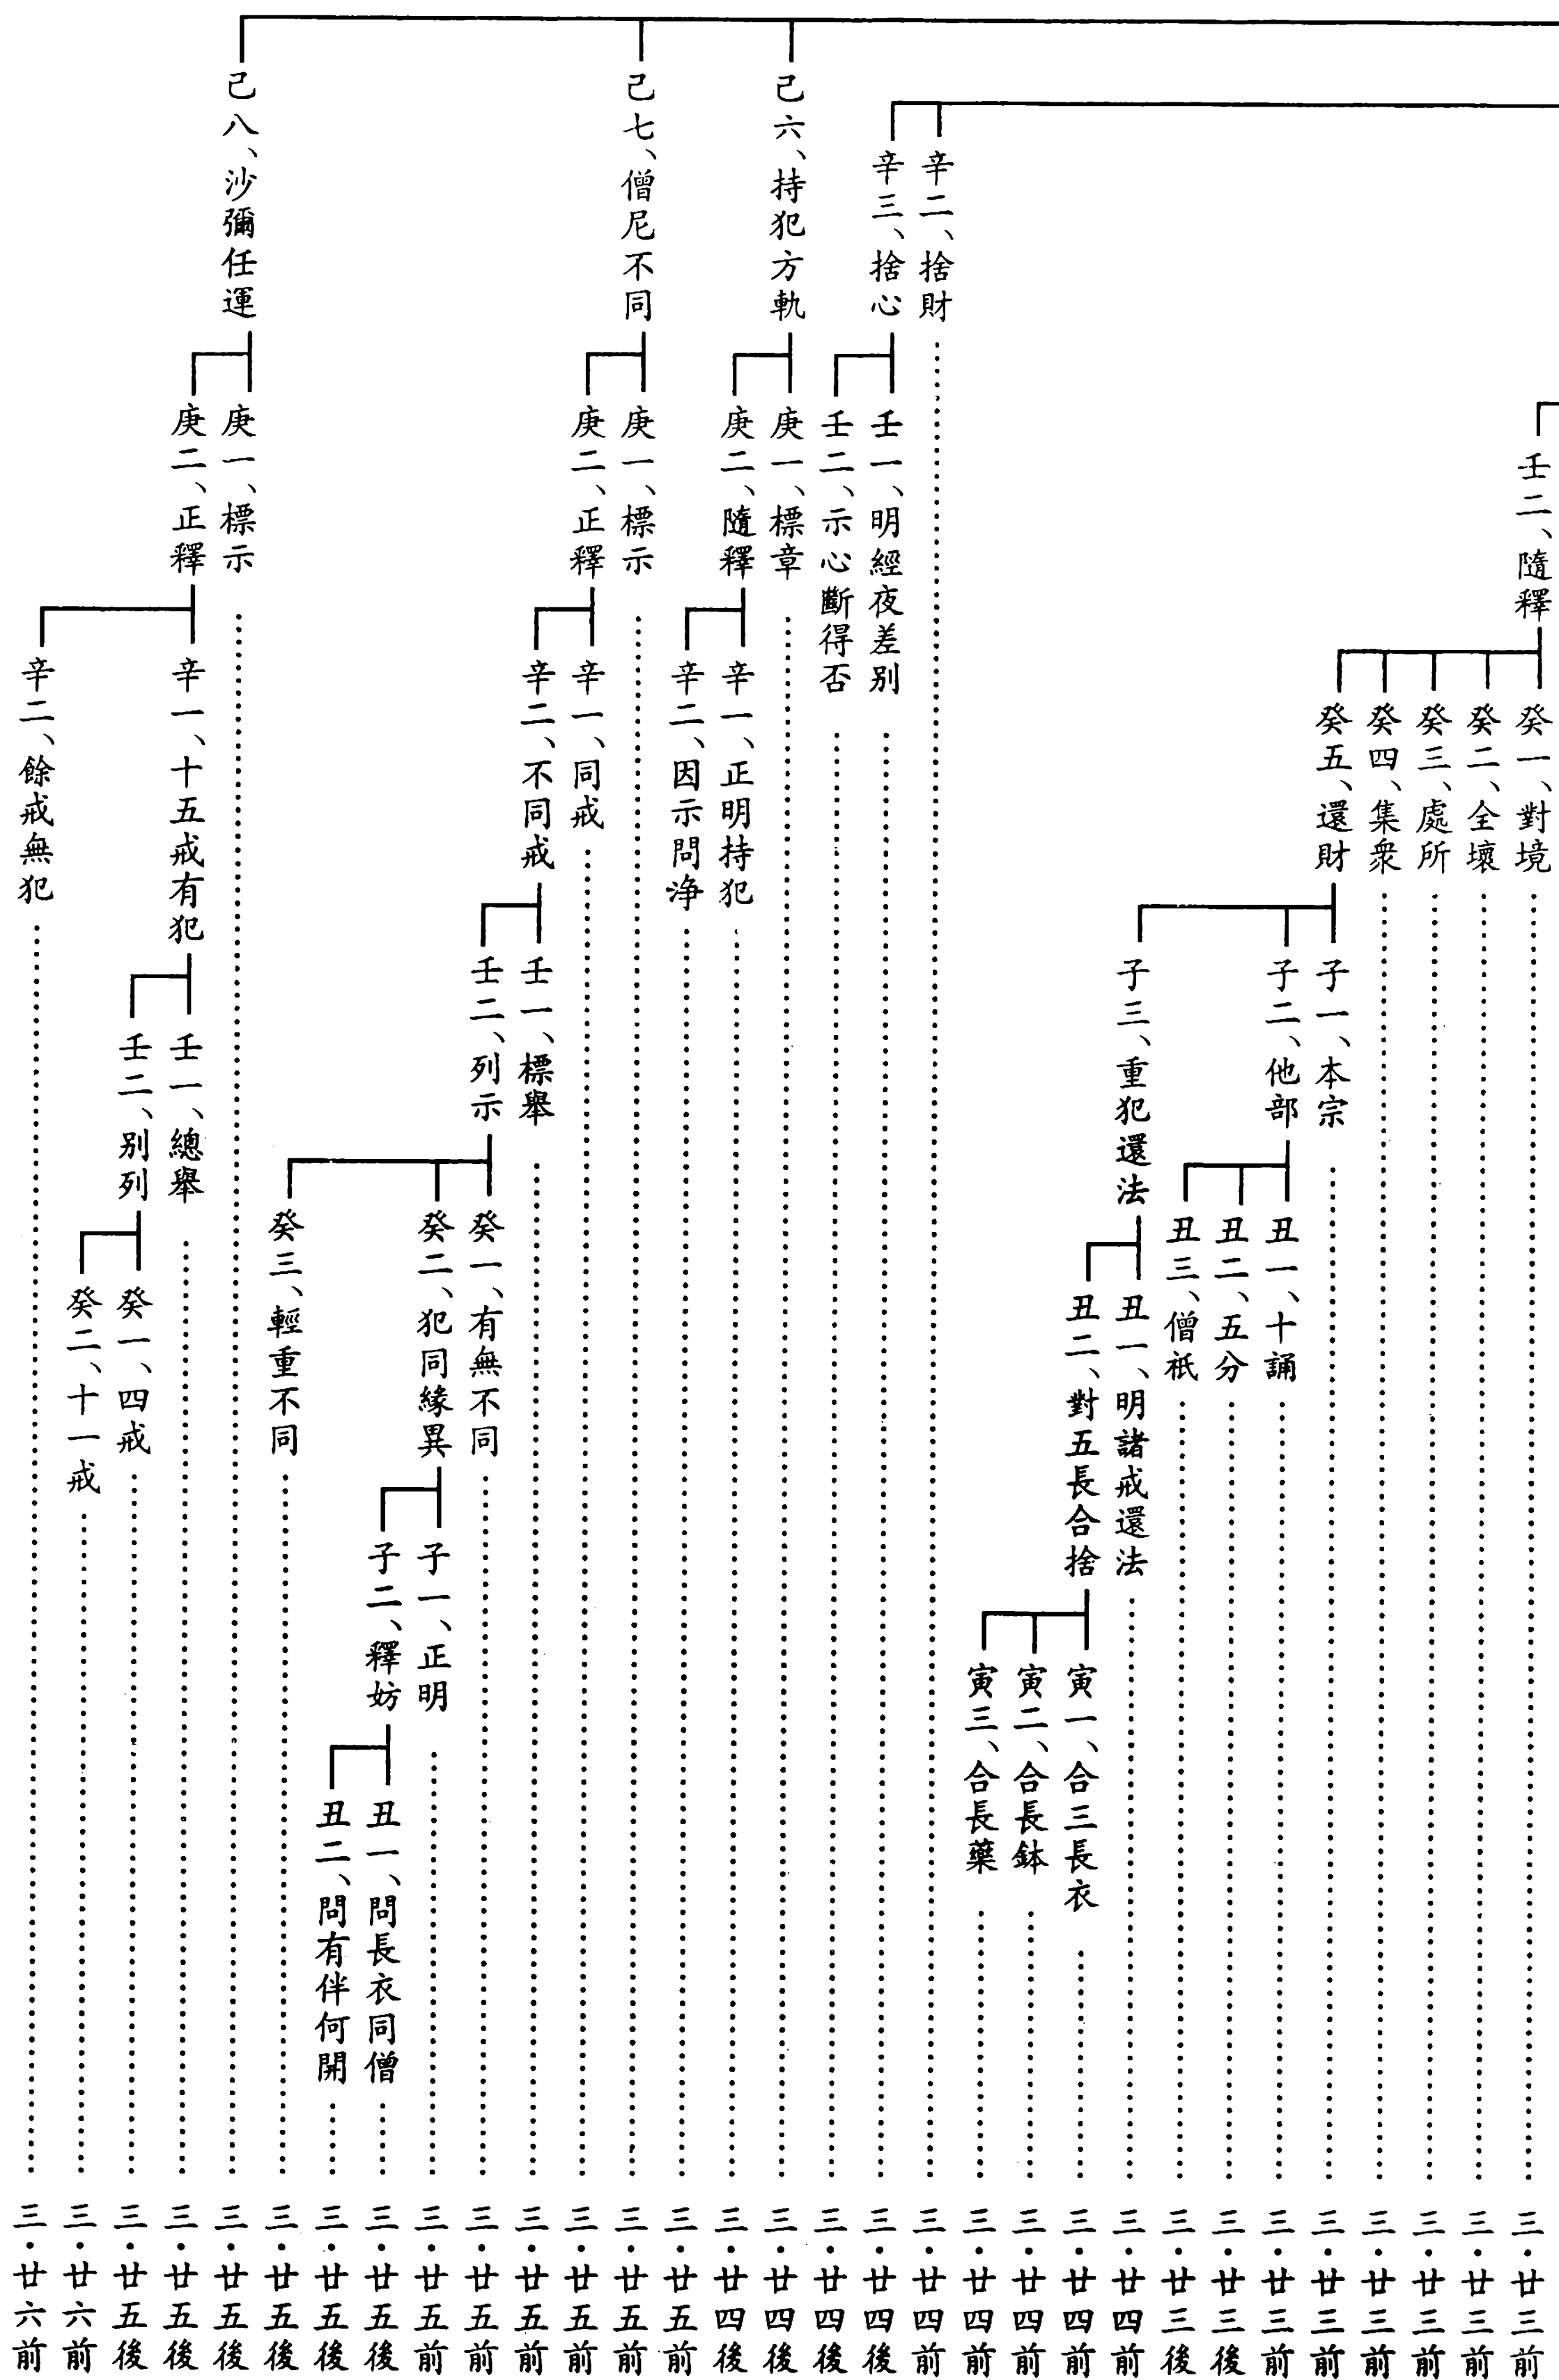 壬二、隨釋
癸一、對境 三·廿三前
癸二、全壞 三·廿三前
癸三、處所 三·廿三前
癸四、集衆 三·廿三前
癸五、還財
子一、本宗 三·廿三前
子二、他部
丑一、十誦 三·廿三前
丑二、五分 三·廿三後
丑三、僧祇 三·廿三後
子三、重犯還法
丑一、明諸戒還法 三·廿四前
丑二、對五長合捨
寅一、合三長衣 三·廿四前
寅二、合長鉢 三·廿四前
寅三、合長藥 三·廿四前
辛二、捨財 三·廿四前
辛三、捨心
壬一、明經夜差別 三·廿四後
壬二、示心斷得否 三·廿四後
己六、持犯方軌
庚一、標章 三·廿四後
庚二、隨釋
辛一、正明持犯 三·廿四後
辛二、因示問淨 三·廿五前
己七、僧尼不同
庚一、標示 三·廿五前
庚二、正釋
辛一、同戒 三·廿五前
辛二、不同戒
壬一、標舉 三·廿五前
壬二、列示
癸一、有無不同 三·廿五前
癸二、犯同緣異
子一、正明 三·廿五前
子二、釋妨
丑一、問長衣同僧 三·廿五後
丑二、問有伴何開 三·廿五後
癸三、輕重不同 三·廿五後
己八、沙彌任運
庚一、標示 三·廿五後
庚二、正釋
辛一、十五戒有犯
壬一、總舉 三·廿五後
壬二、別列
癸一、四戒 三·廿五後
癸二、十一戒 三·廿六前
辛二、餘戒無犯 三·廿六前